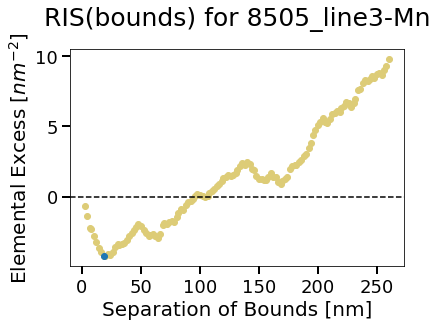 RIS(bounds) for 8505_line3-Mn
Elemental Excess [nm⁻²]
10
5
0
0 50 100 150 200 250
Separation of Bounds [nm]